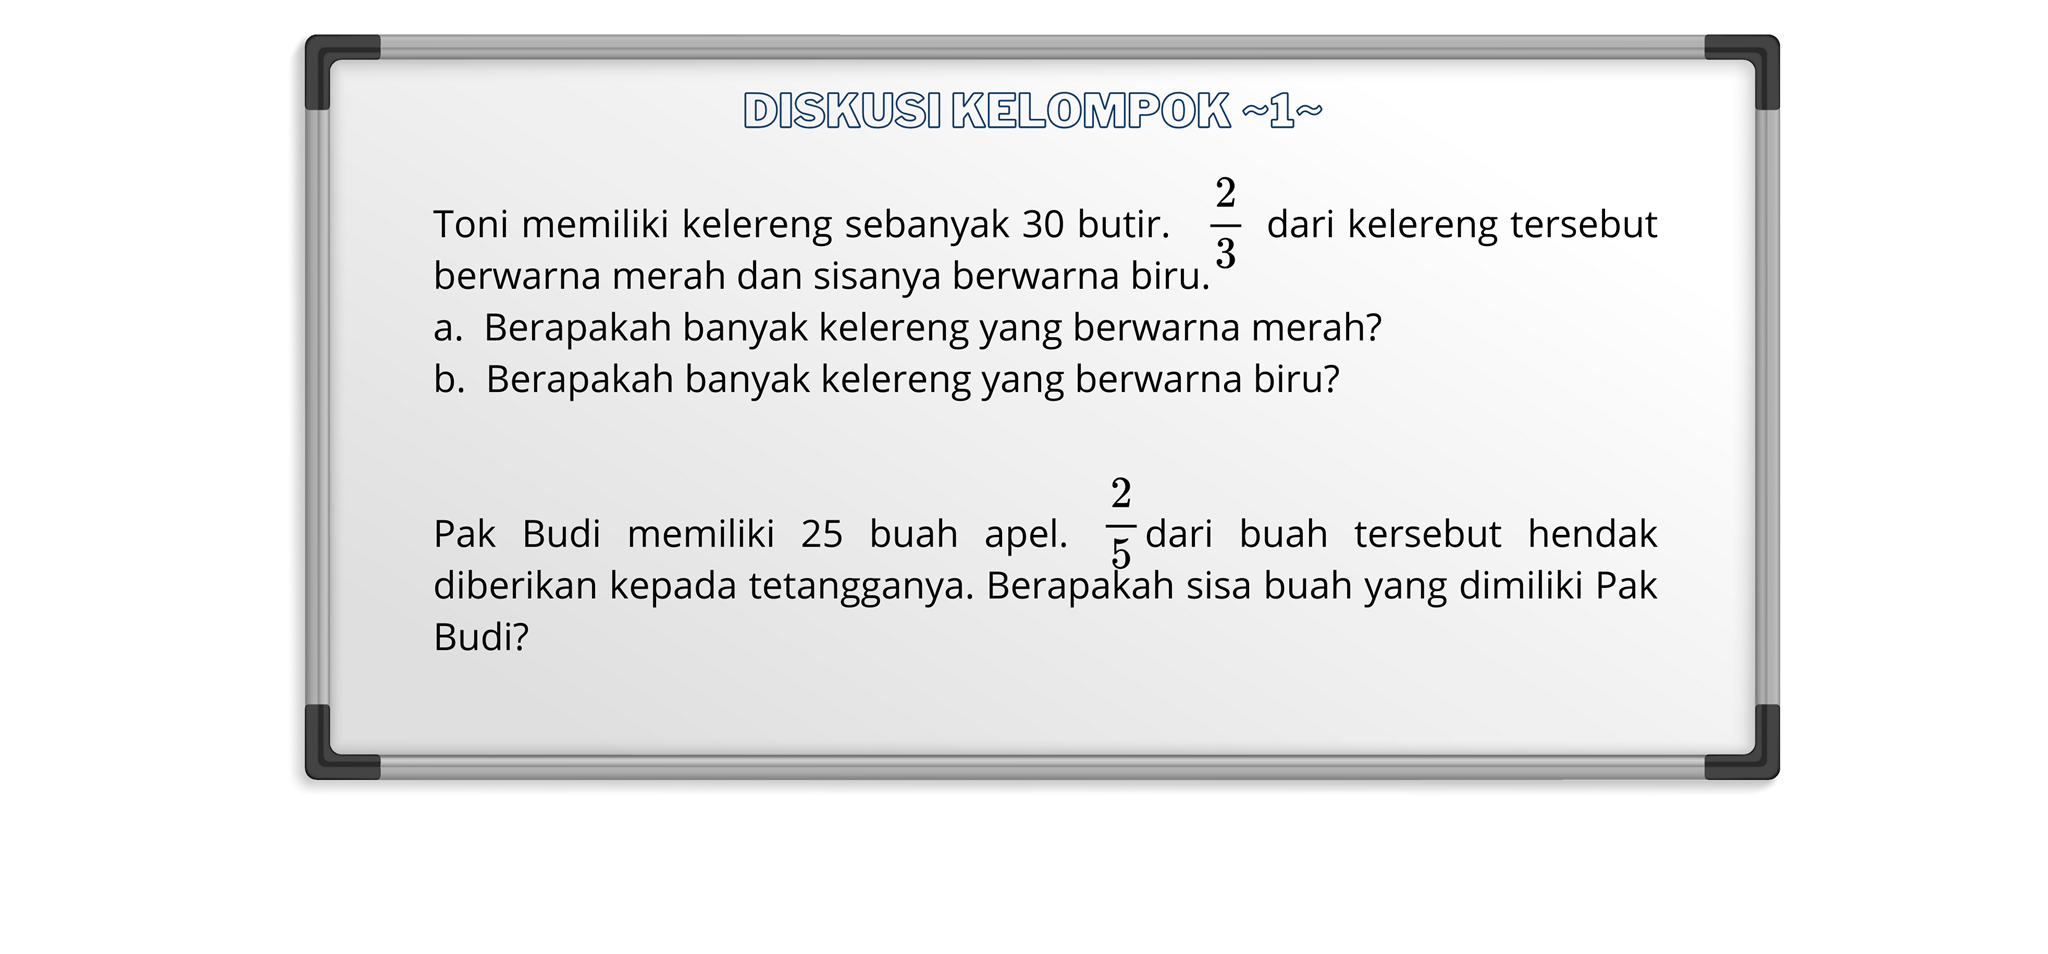 DISKUSI KELOMPOK ~1~
Toni memiliki kelereng sebanyak 30 butir. 2/3 dari kelereng tersebut
berwarna merah dan sisanya berwarna biru.
a. Berapakah banyak kelereng yang berwarna merah?
b. Berapakah banyak kelereng yang berwarna biru?
Pak Budi memiliki 25 buah apel. 2/5 dari buah tersebut hendak
diberikan kepada tetangganya. Berapakah sisa buah yang dimiliki Pak
Budi?